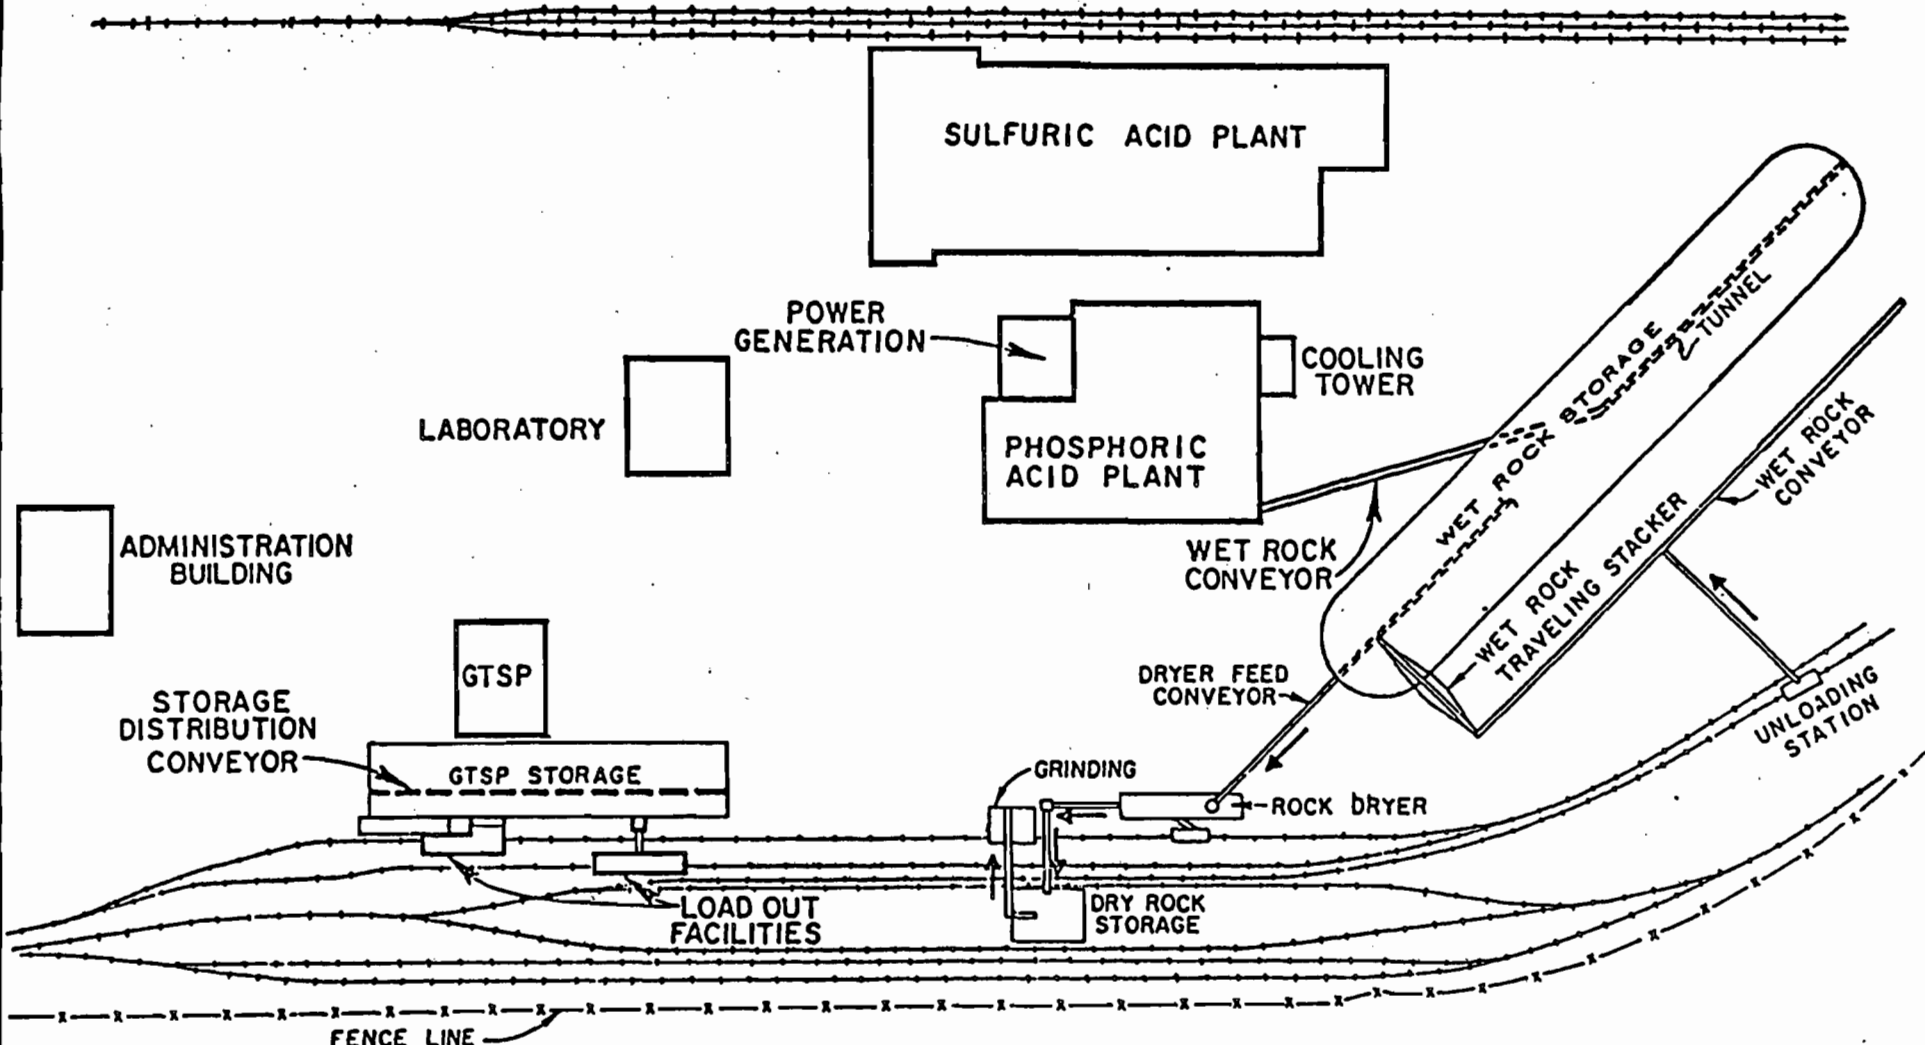 SULFURIC ACID PLANT
POWER
GENERATION
COOLING
TOWER
LABORATORY
PHOSPHORIC
ACID PLANT
WET ROCK STORAGE
TUNNEL
WET ROCK
CONVEYOR
WET ROCK
CONVEYOR
WET ROCK
TRAVELING STACKER
ADMINISTRATION
BUILDING
GTSP
DRYER FEED
CONVEYOR
UNLOADING
STATION
STORAGE
DISTRIBUTION
CONVEYOR
GTSP STORAGE
GRINDING
ROCK DRYER
LOAD OUT
FACILITIES
DRY ROCK
STORAGE
FENCE LINE